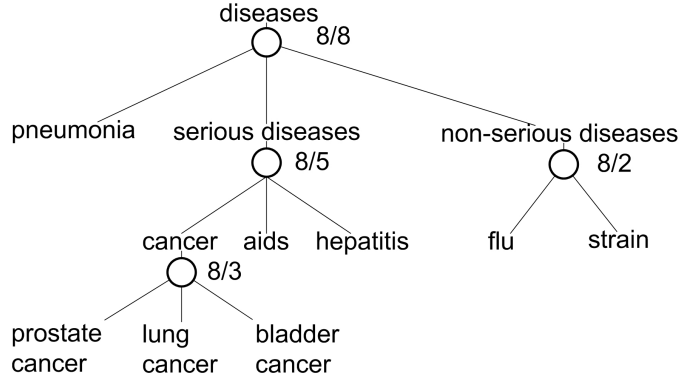 diseases
8/8
pneumonia
serious diseases
non-serious diseases
8/5
8/2
cancer
aids
hepatitis
flu
strain
8/3
prostate
cancer
lung
cancer
bladder
cancer